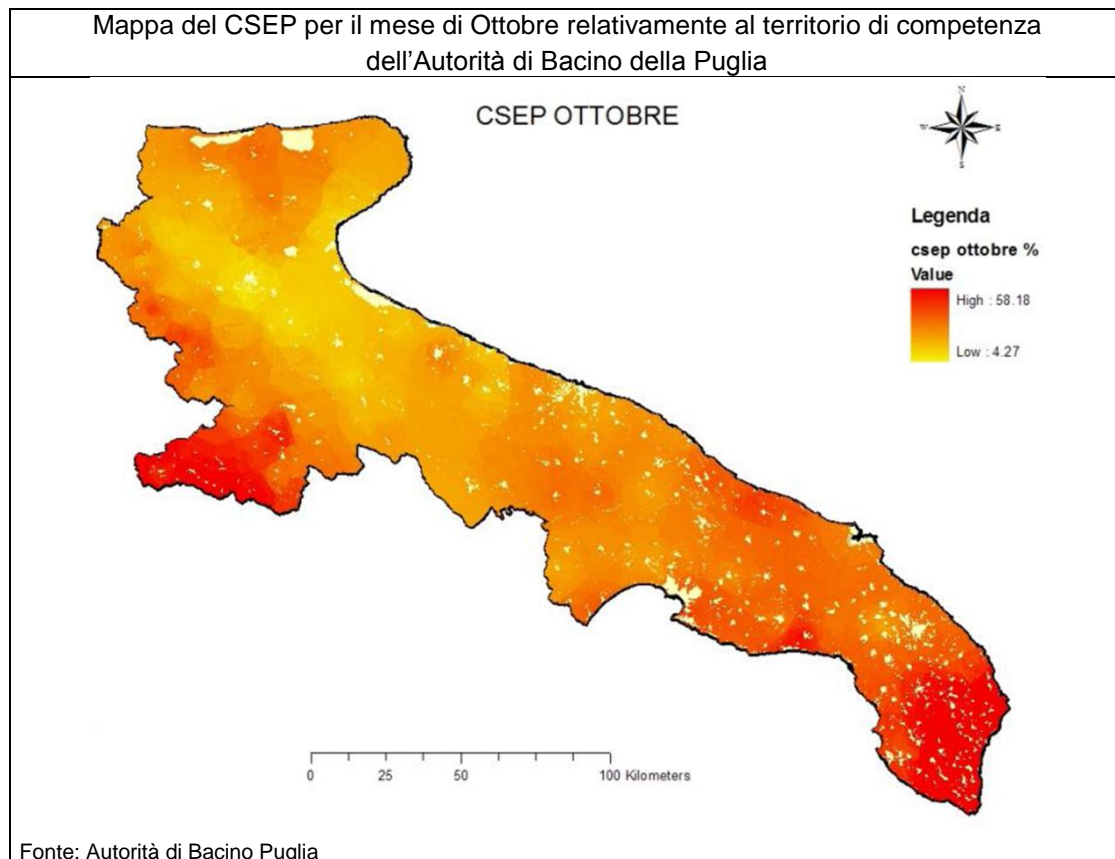 Mappa del CSEP per il mese di Ottobre relativamente al territorio di competenza
dell'Autorità di Bacino della Puglia
CSEP OTTOBRE
N
W
E
S
Legenda
csep ottobre %
Value
High : 58.18
Low : 4.27
0 25 50 100 Kilometers
Fonte: Autorità di Bacino Puglia